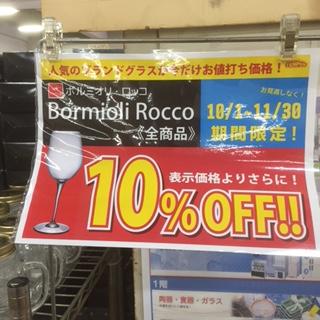 人気のブランドグラスが今だけお値打ち価格！
ボルミオリ・ロッコ
Bormioli Rocco
《全商品》
お見逃しなく！
10/1-11/30
期間限定！
表示価格よりさらに！
10%OFF!!
1階
陶器・食器・ガラス